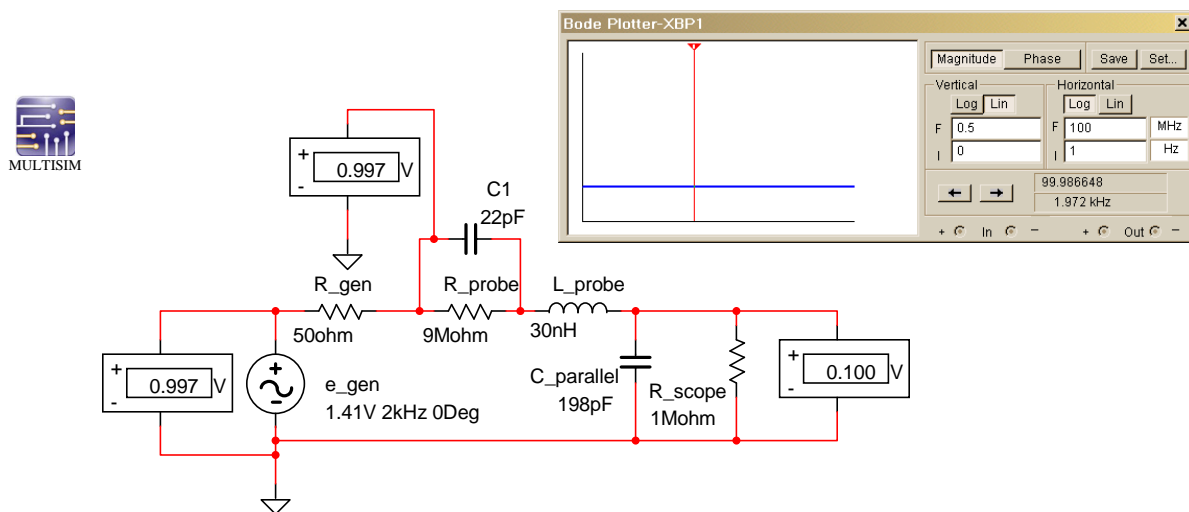 Bode Plotter-XBP1
Magnitude Phase Save Set...
Vertical Horizontal
Log Lin Log Lin
F 0.5 F 100 MHz
I 0 I 1 Hz
99.986648
1.972 kHz
+ In − + Out −
MULTISIM
+ 0.997 V
-
C1
22pF
R_gen
50ohm
R_probe
9Mohm
L_probe
30nH
+ 0.997 V
-
e_gen
1.41V 2kHz 0Deg
C_parallel
198pF
R_scope
1Mohm
+ 0.100 V
-